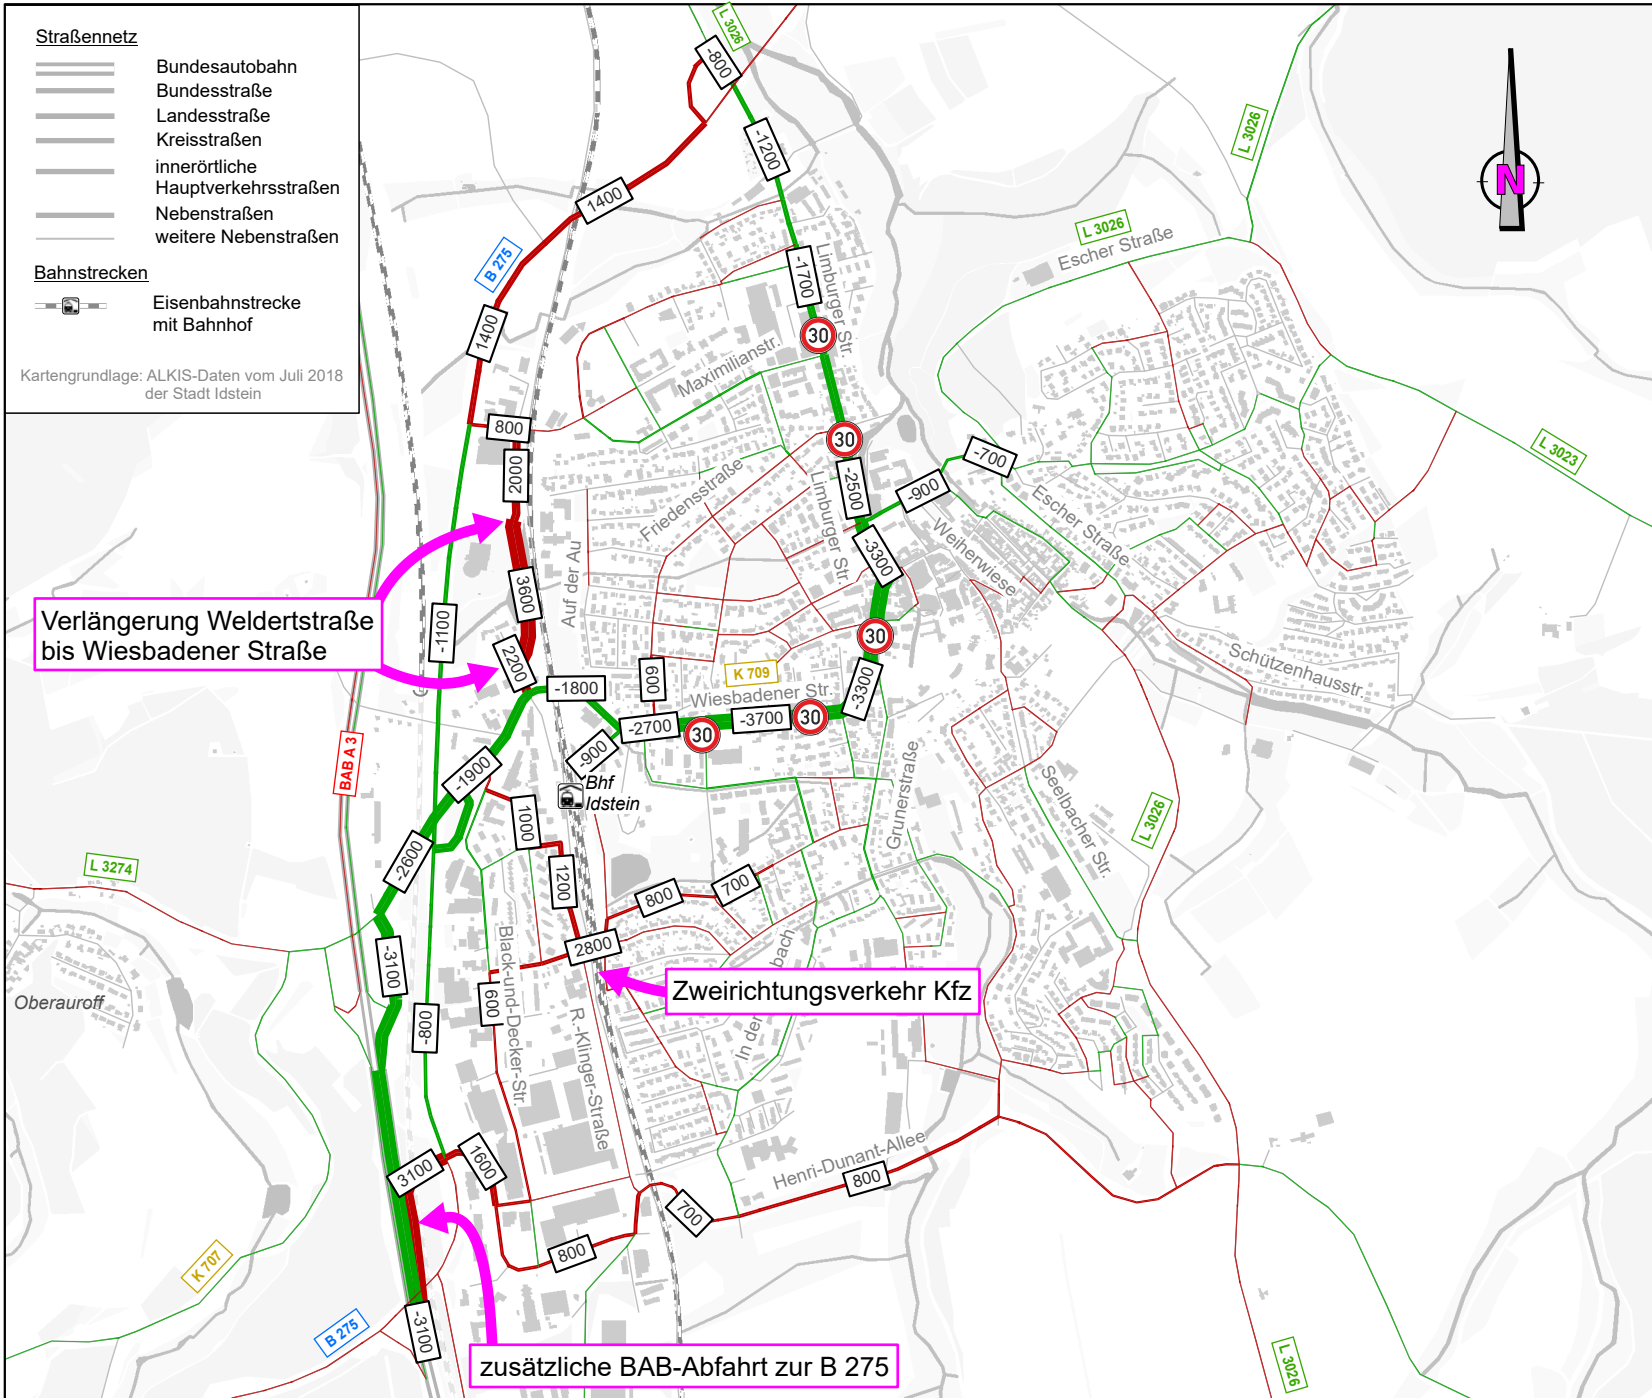 Straßennetz
Bundesautobahn
Bundesstraße
Landesstraße
Kreisstraßen
innerörtliche
Hauptverkehrsstraßen
Nebenstraßen
weitere Nebenstraßen
Bahnstrecken
Eisenbahnstrecke
mit Bahnhof
Kartengrundlage: ALKIS-Daten vom Juli 2018
der Stadt Idstein
L 3026
-800
-1200
1400
B 275
1400
-1700
Limburger Str.
30
L 3026
L 3026
Escher Straße
N
Maximilianstr.
800
2000
30
-2500
-700
-900
L 3023
Friedensstraße
Limburger Str.
Escher Straße
Weiherwiese
-3300
Auf der Au
3600
Verlängerung Weldertstraße
bis Wiesbadener Straße
-1100
2200
-1800
600
K 709
Wiesbadener Str.
30
-3300
-2700
-3700
30
30
-900
Schützenhausstr.
BAB A 3
-1900
Bhf
Idstein
Grunerstraße
Seelbacher Str.
L 3026
1000
-2600
1200
L 3274
800
700
2800
-3100
Black-und-Decker-Str.
Zweirichtungsverkehr Kfz
In der
bach
Oberauroff
600
-800
R.-Klinger-Straße
3100
1600
Henri-Dunant-Allee
800
700
800
K 707
B 275
-3100
zusätzliche BAB-Abfahrt zur B 275
L 3026